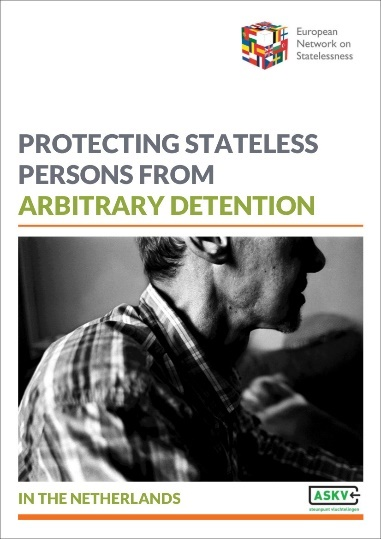 European
Network on
Statelessness
PROTECTING STATELESS
PERSONS FROM
ARBITRARY DETENTION
IN THE NETHERLANDS
ASKV
steunpunt vluchtelingen